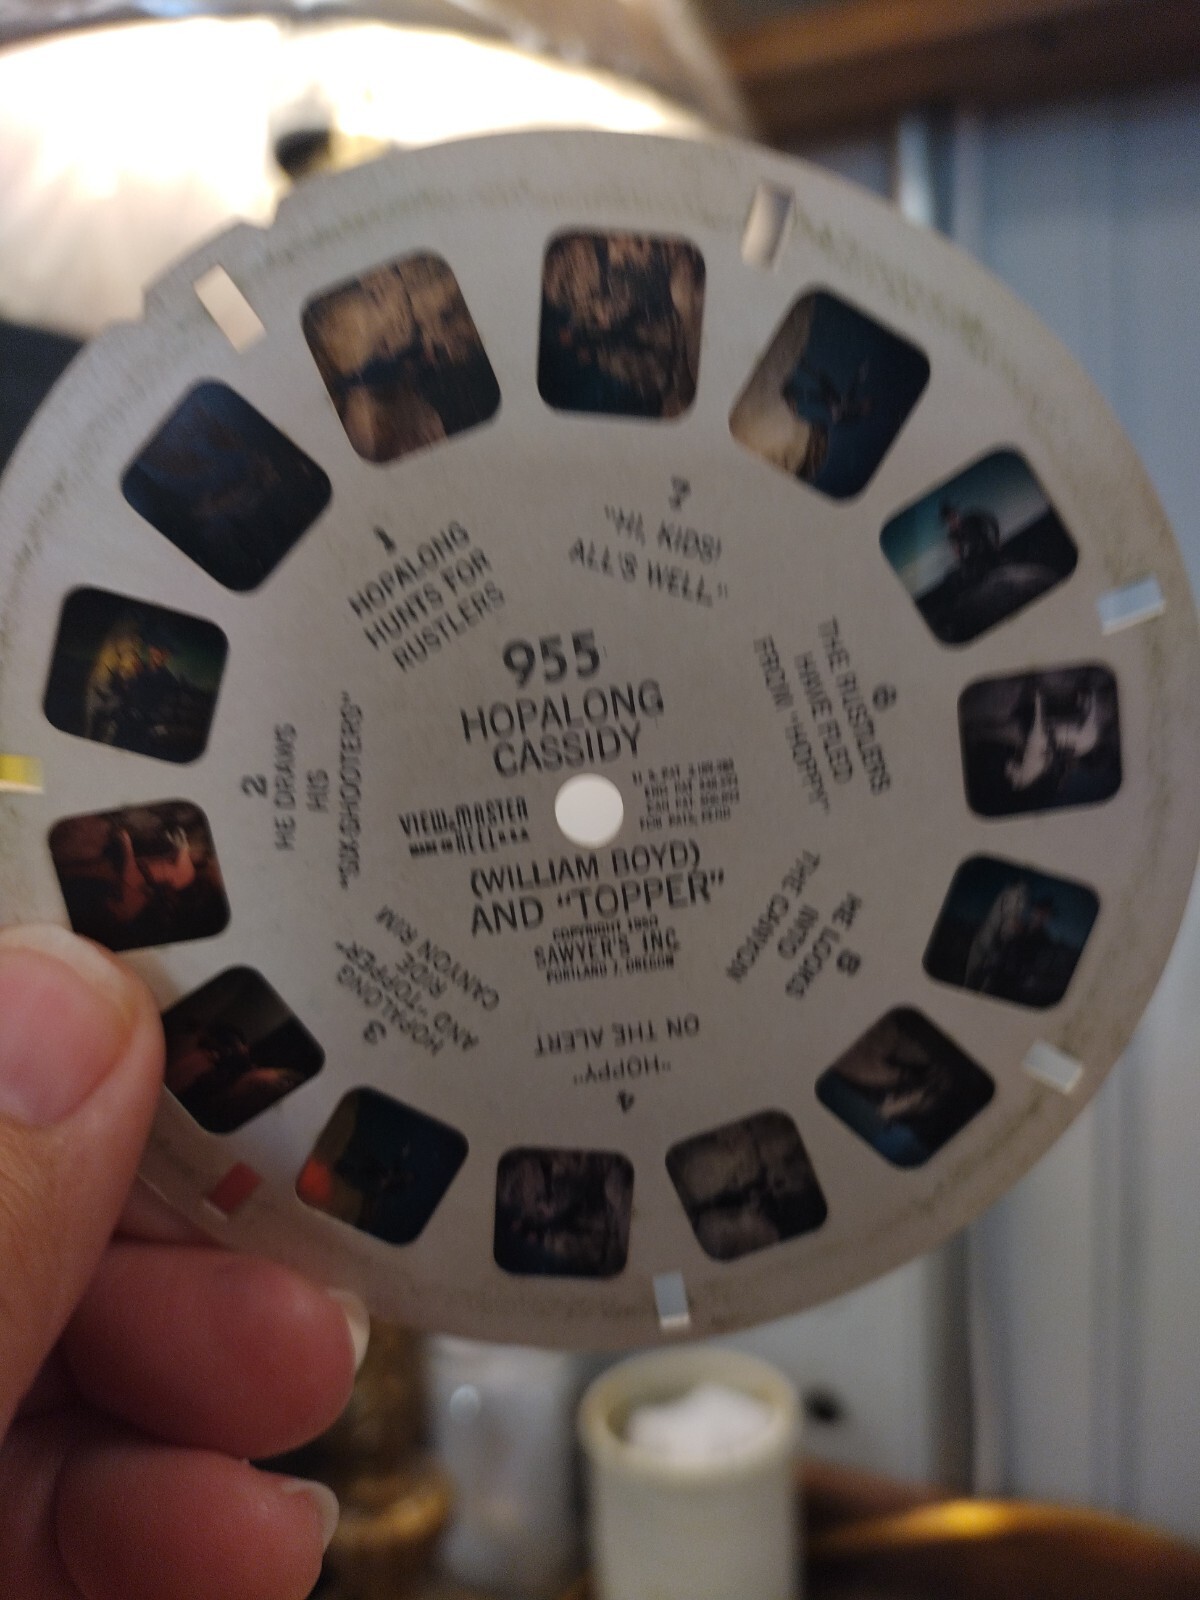 955
HOPALONG
CASSIDY
VIEW-MASTER
REEL
(WILLIAM BOYD)
AND "TOPPER"
COPYRIGHT 1950
SAWYER'S INC
PORTLAND 7, OREGON
1
HOPALONG
HUNTS FOR
RUSTLERS
2
HE DRAWS
HIS
"SIX-SHOOTERS"
3
HOPALONG
AND "TOPPER"
RIDE
CANYON RIM
4
"HOPPY"
ON THE ALERT
5
HE LOOKS
INTO
THE CANYON
6
THE RUSTLERS
HAVE FLED
FROM "HOPPY"
7
"HI, KIDS!
ALL'S WELL"